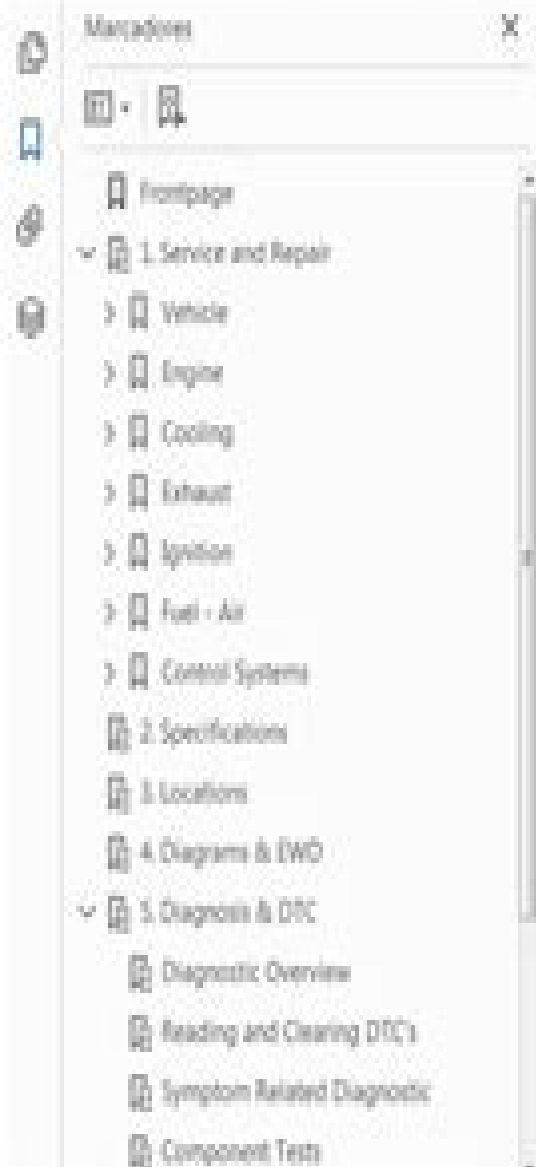 Marcadores
Frontpage
1. Service and Repair
Vehicle
Engine
Cooling
Exhaust
Ignition
Fuel - Air
Control Systems
2. Specifications
3. Locations
4. Diagrams & EWD
5. Diagnosis & DTC
Diagnostic Overview
Reading and Clearing DTC's
Symptom Related Diagnostic
Component Tests